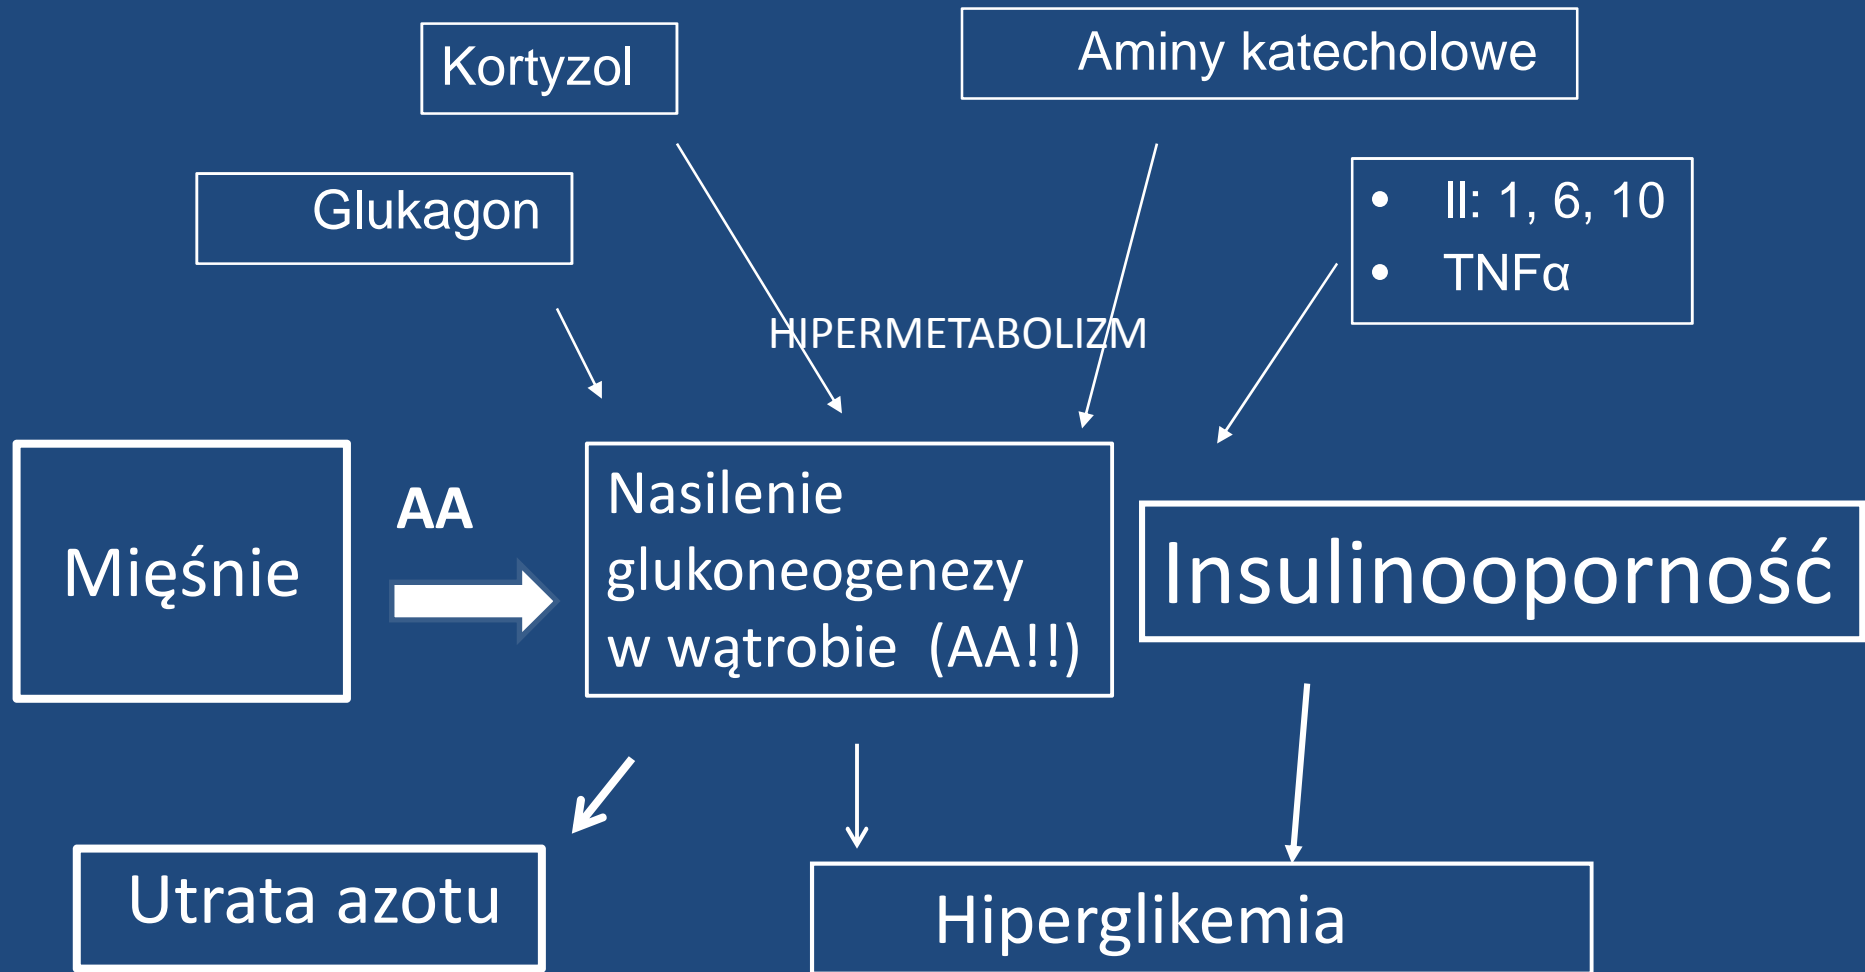 Kortyzol
Aminy katecholowe
Glukagon
• Il: 1, 6, 10
• TNFα
HIPERMETABOLIZM
Mięśnie
AA
Nasilenie
glukoneogenezy
w wątrobie (AA!!)
Insulinooporność
Utrata azotu
Hiperglikemia